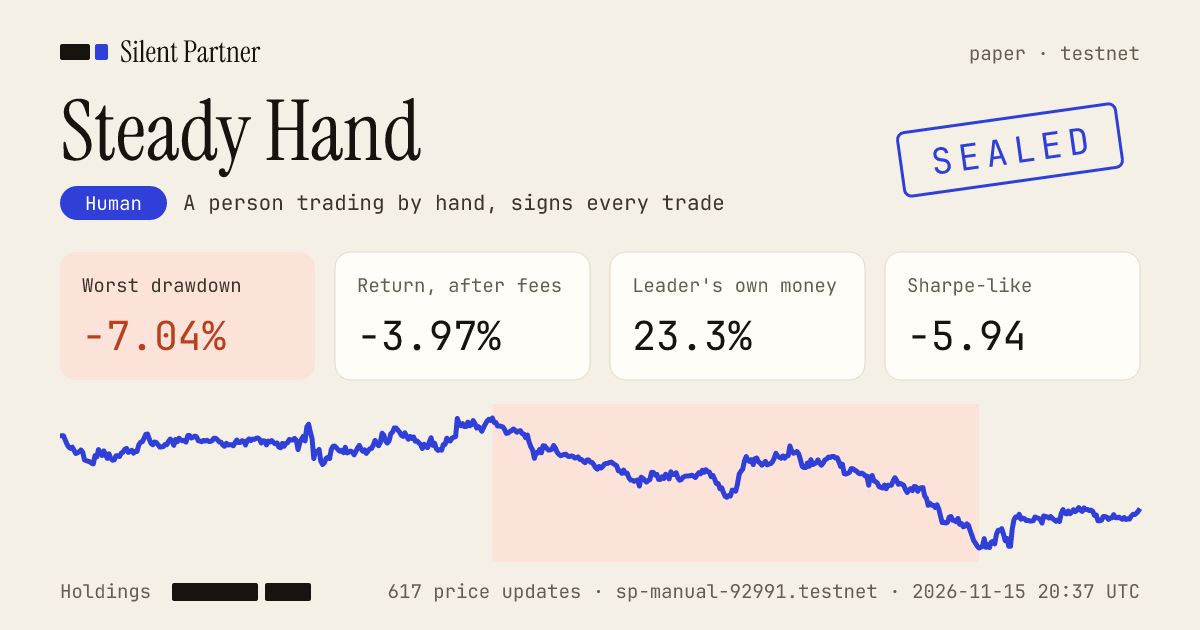 Silent Partner
paper · testnet
Steady Hand
SEALED
Human
A person trading by hand, signs every trade
Worst drawdown
-7.04%
Return, after fees
-3.97%
Leader's own money
23.3%
Sharpe-like
-5.94
Holdings
617 price updates · sp-manual-92991.testnet · 2026-11-15 20:37 UTC